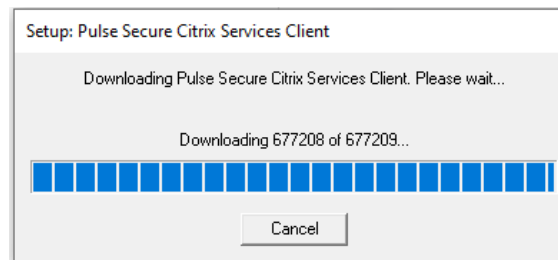 Setup: Pulse Secure Citrix Services Client
Downloading Pulse Secure Citrix Services Client. Please wait...
Downloading 677208 of 677209...
Cancel